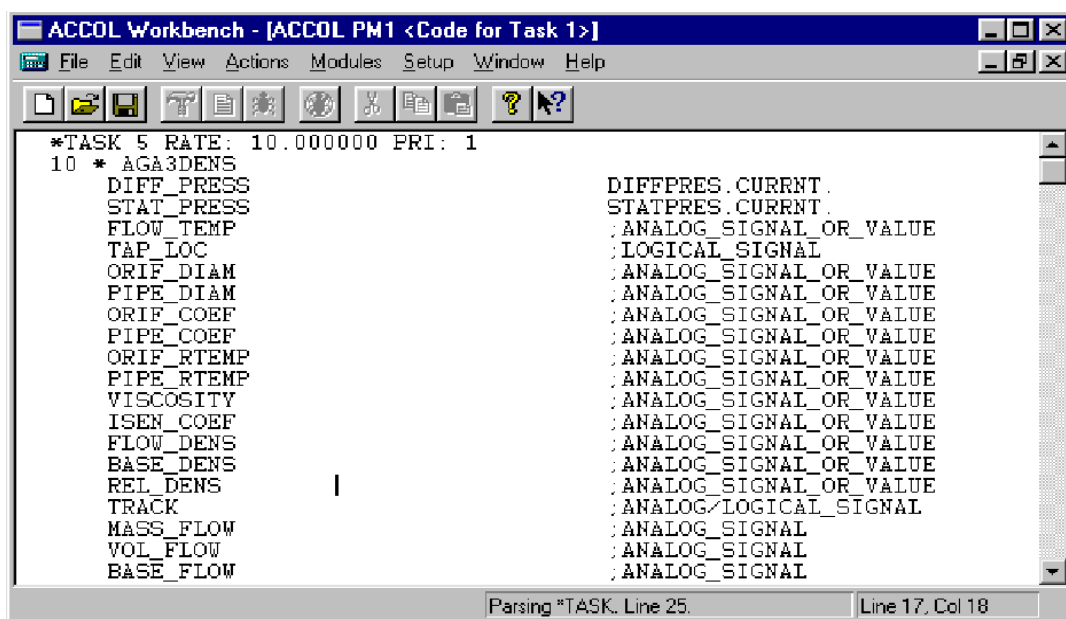 ACCOL Workbench - [ACCOL PM1 <Code for Task 1>]
File Edit View Actions Modules Setup Window Help
*TASK 5 RATE: 10.000000 PRI: 1
10 * AGA3DENS
DIFF_PRESS DIFFPRES.CURRNT.
STAT_PRESS STATPRES.CURRNT.
FLOW_TEMP ;ANALOG_SIGNAL_OR_VALUE
TAP_LOC ;LOGICAL_SIGNAL
ORIF_DIAM ;ANALOG_SIGNAL_OR_VALUE
PIPE_DIAM ;ANALOG_SIGNAL_OR_VALUE
ORIF_COEF ;ANALOG_SIGNAL_OR_VALUE
PIPE_COEF ;ANALOG_SIGNAL_OR_VALUE
ORIF_RTEMP ;ANALOG_SIGNAL_OR_VALUE
PIPE_RTEMP ;ANALOG_SIGNAL_OR_VALUE
VISCOSITY ;ANALOG_SIGNAL_OR_VALUE
ISEN_COEF ;ANALOG_SIGNAL_OR_VALUE
FLOW_DENS ;ANALOG_SIGNAL_OR_VALUE
BASE_DENS ;ANALOG_SIGNAL_OR_VALUE
REL_DENS ;ANALOG_SIGNAL_OR_VALUE
TRACK ;ANALOG/LOGICAL_SIGNAL
MASS_FLOW ;ANALOG_SIGNAL
VOL_FLOW ;ANALOG_SIGNAL
BASE_FLOW ;ANALOG_SIGNAL
Parsing *TASK. Line 25. Line 17, Col 18